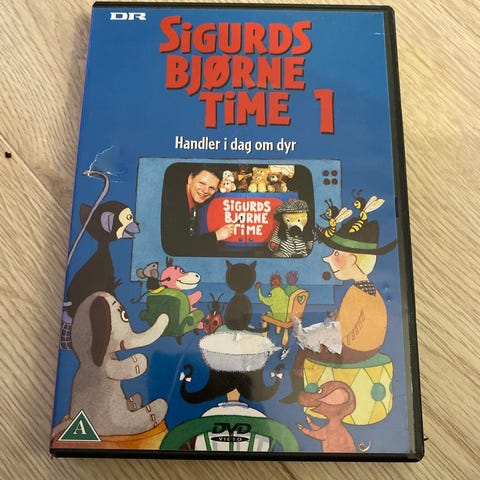 DR
SiGURDS
BJØRNE
TiME 1
Handler i dag om dyr
SiGURDS
BJØRNE
TiME
A
DVD
VIDEO